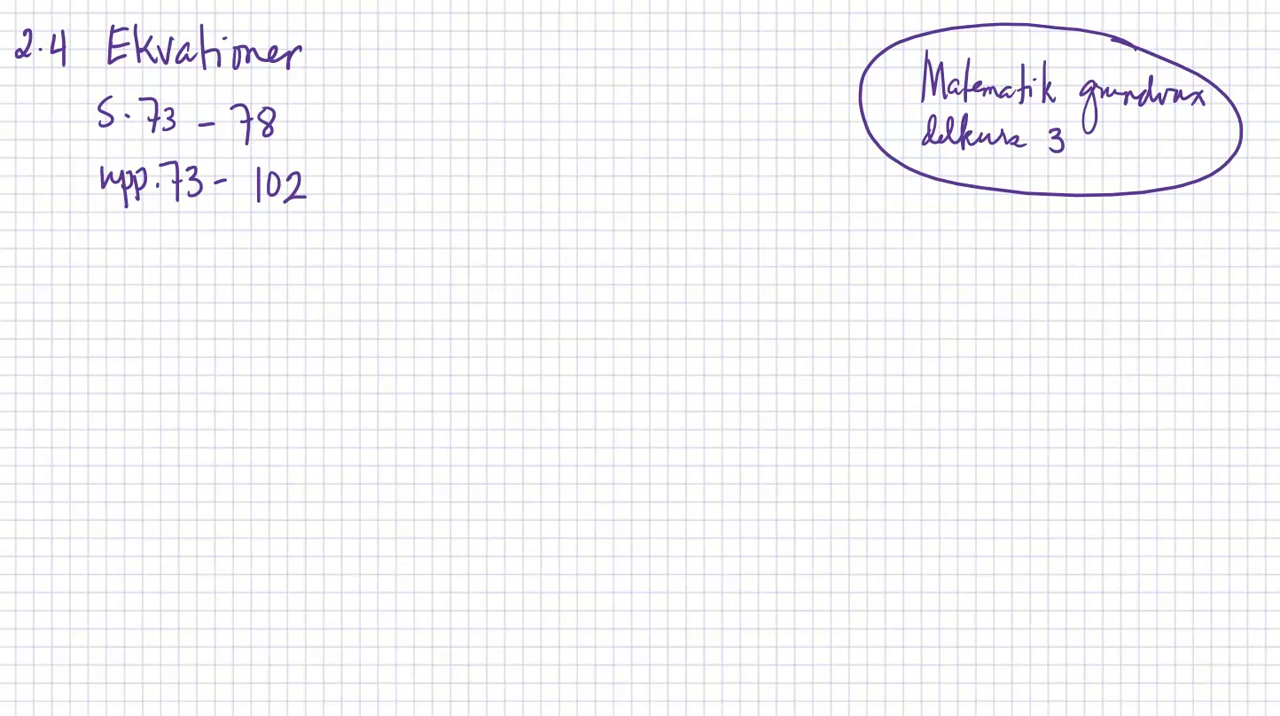 2.4 Ekvationer
S. 73 - 78
upp. 73 - 102
Matematik grundvux
delkurs 3